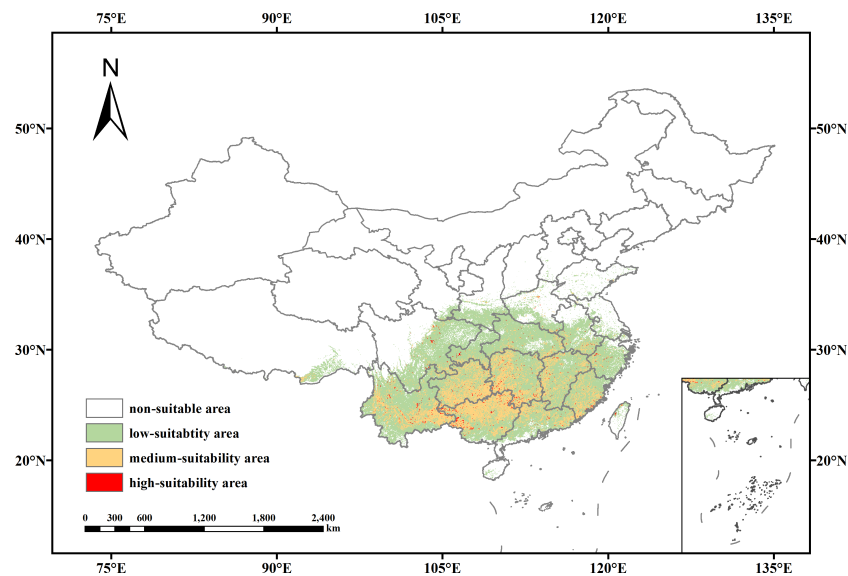 75°E 90°E 105°E 120°E 135°E
N
50°N 50°N
40°N 40°N
30°N 30°N
20°N 20°N
non-suitable area
low-suitabtity area
medium-suitability area
high-suitability area
0 300 600 1,200 1,800 2,400
km
75°E 90°E 105°E 120°E 135°E